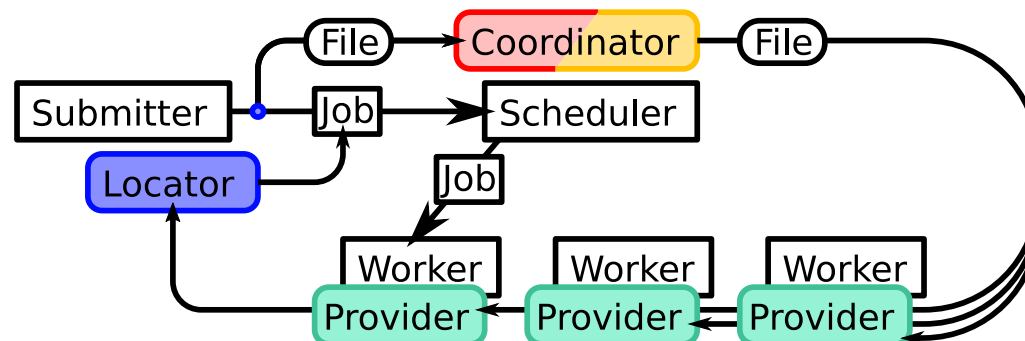 File
Coordinator
File
Submitter
Job
Scheduler
Locator
Job
Worker
Worker
Worker
Provider
Provider
Provider